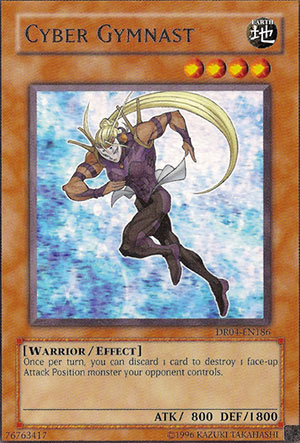 CYBER GYMNAST
EARTH
地
DR04-EN186
[WARRIOR/EFFECT]
Once per turn, you can discard 1 card to destroy 1 face-up
Attack Position monster your opponent controls.
ATK/ 800 DEF/1800
76763417
©1996 KAZUKI TAKAHASHI